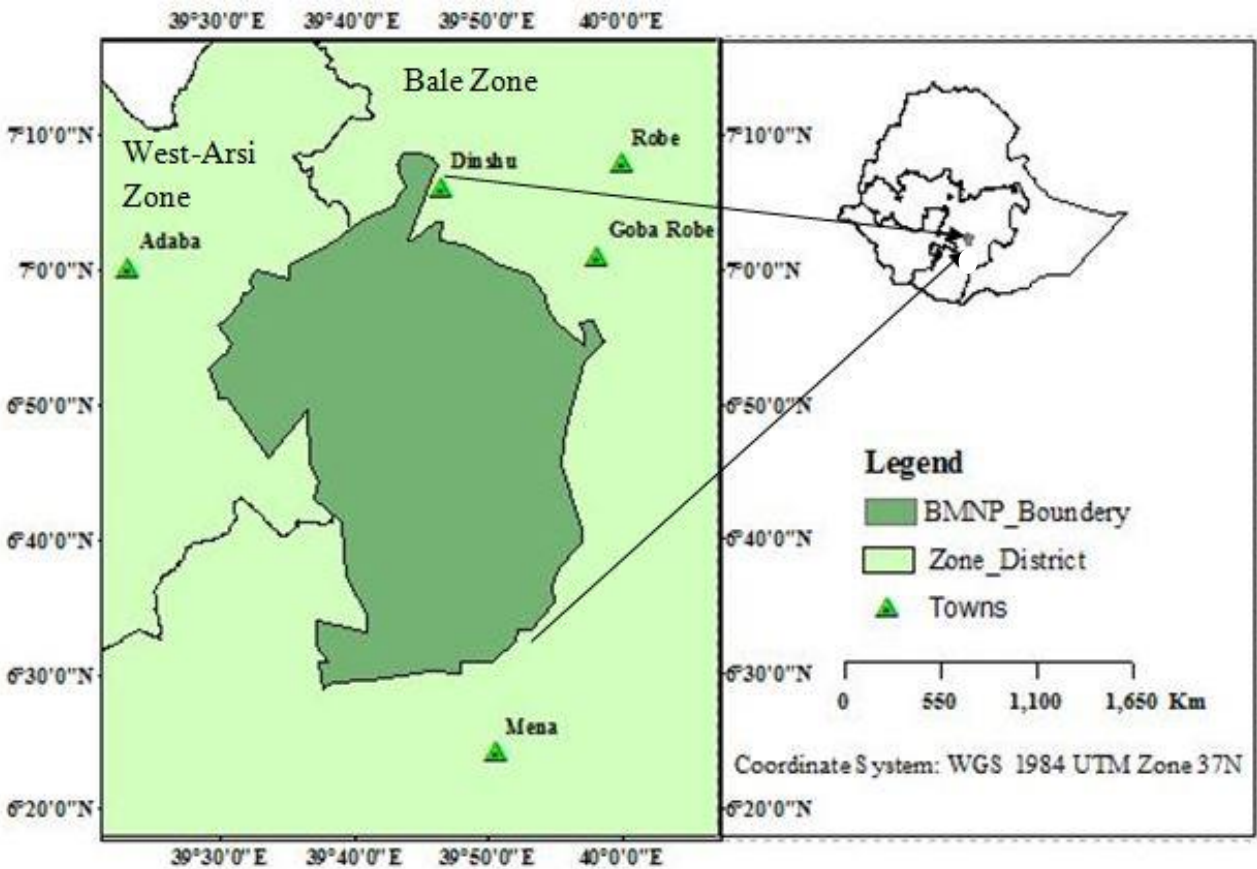 39°30'0"E 39°40'0"E 39°50'0"E 40°0'0"E
Bale Zone
7°10'0"N
7°10'0"N
West-Arsi
Zone
Robe
Dinshu
Adaba
Goba Robe
7°0'0"N
7°0'0"N
6°50'0"N
6°50'0"N
Legend
BMNP_Boundery
Zone_District
Towns
6°40'0"N
6°40'0"N
6°30'0"N
6°30'0"N
0 550 1,100 1,650 Km
Mena
Coordinate System: WGS 1984 UTM Zone 37N
6°20'0"N
6°20'0"N
39°30'0"E 39°40'0"E 39°50'0"E 40°0'0"E